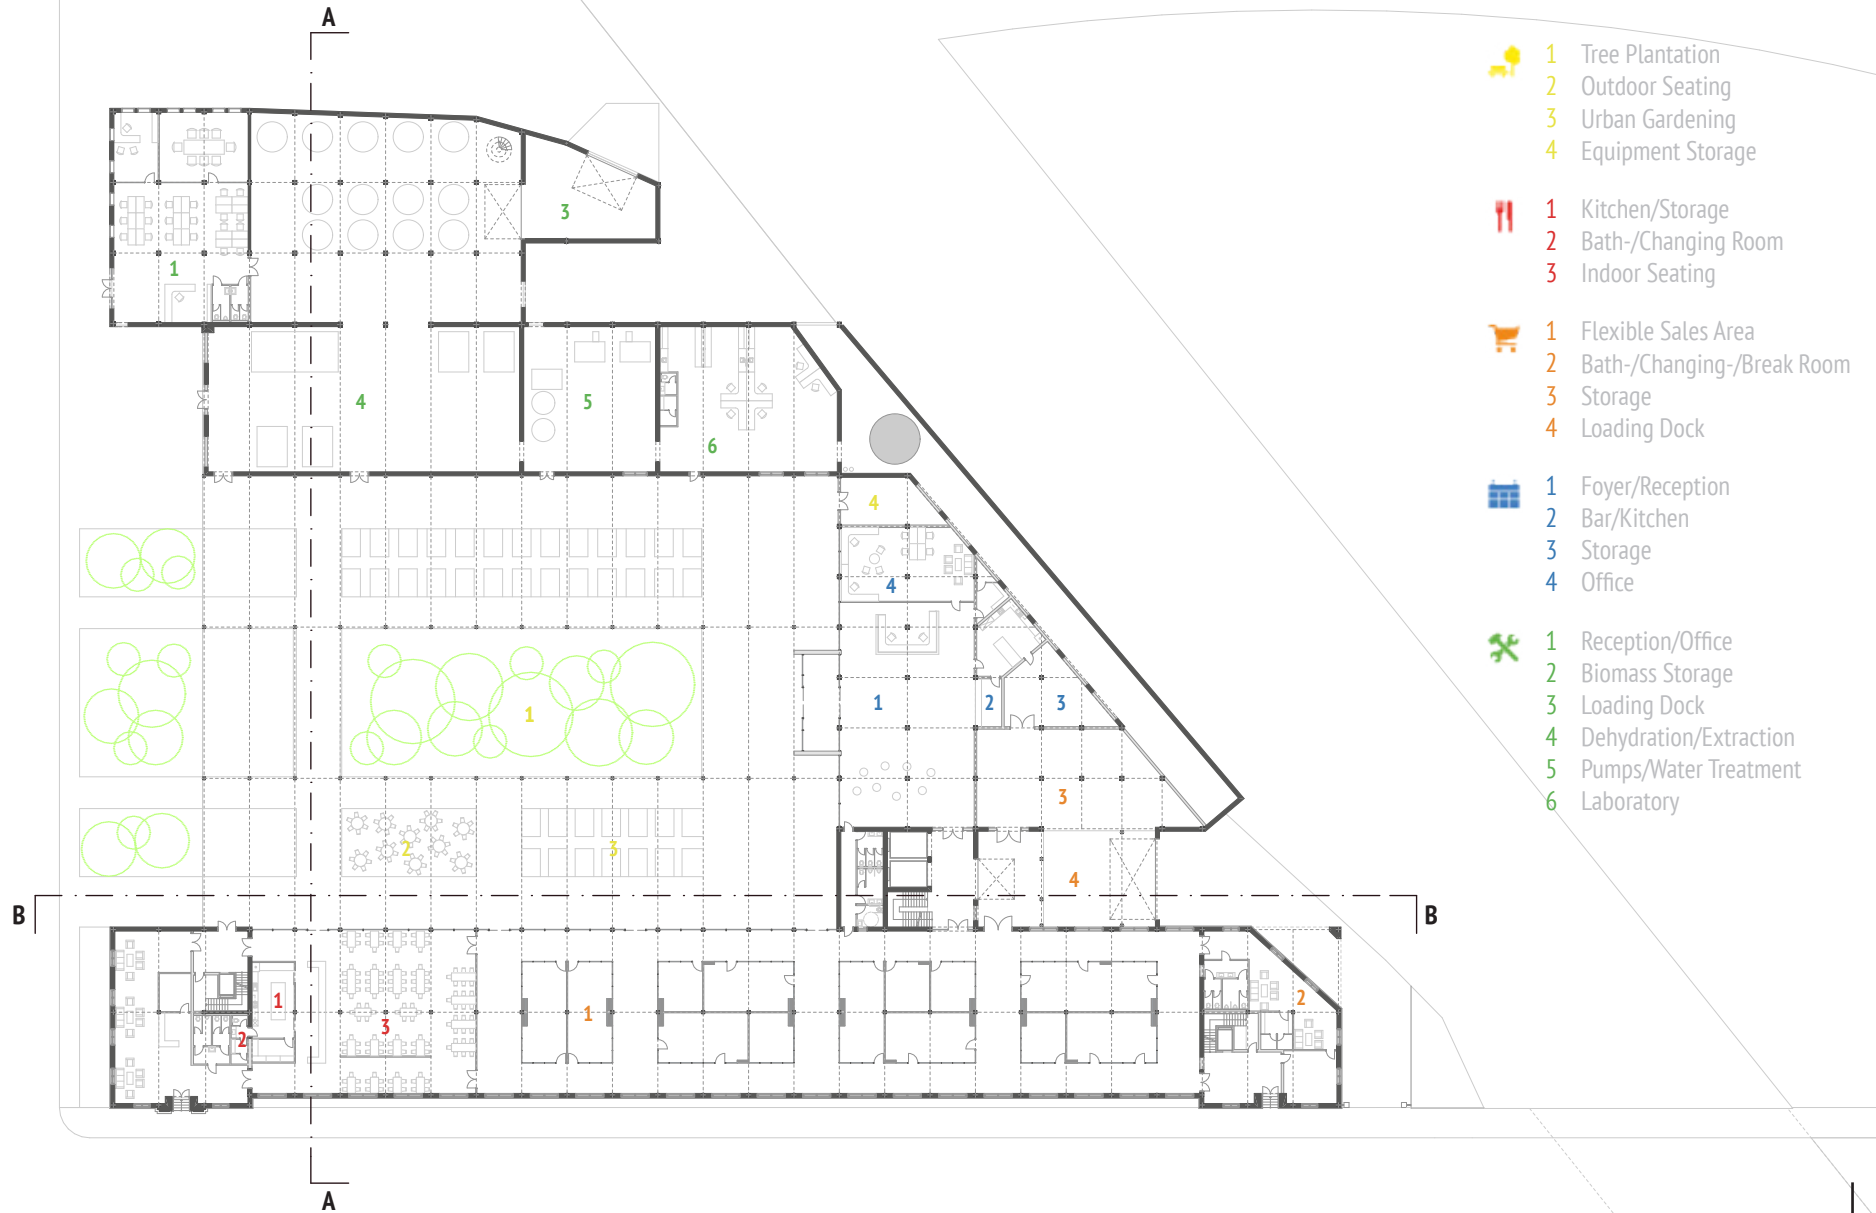 A
1 Tree Plantation
2 Outdoor Seating
3 Urban Gardening
4 Equipment Storage
1 Kitchen/Storage
2 Bath-/Changing Room
3 Indoor Seating
1 Flexible Sales Area
2 Bath-/Changing-/Break Room
3 Storage
4 Loading Dock
1 Foyer/Reception
2 Bar/Kitchen
3 Storage
4 Office
1 Reception/Office
2 Biomass Storage
3 Loading Dock
4 Dehydration/Extraction
5 Pumps/Water Treatment
6 Laboratory
3
1
4
5
6
4
4
1
1
2
3
3
2
3
4
B
B
1
3
2
1
2
A